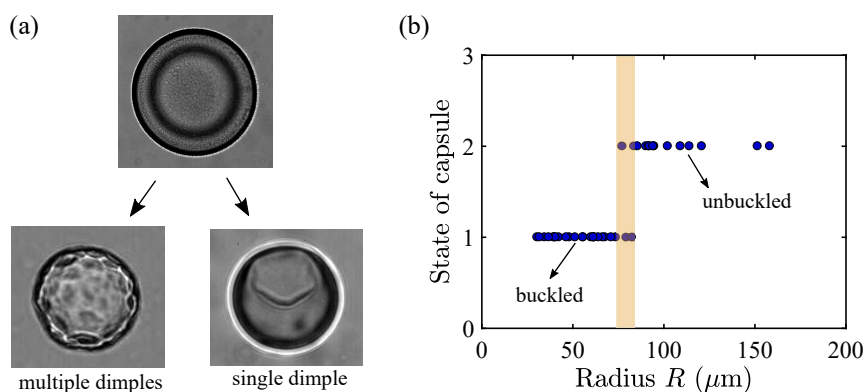 (a)
multiple dimples
single dimple
(b)
State of capsule
3
2
1
0
unbuckled
buckled
0
50
100
150
200
Radius R (μm)